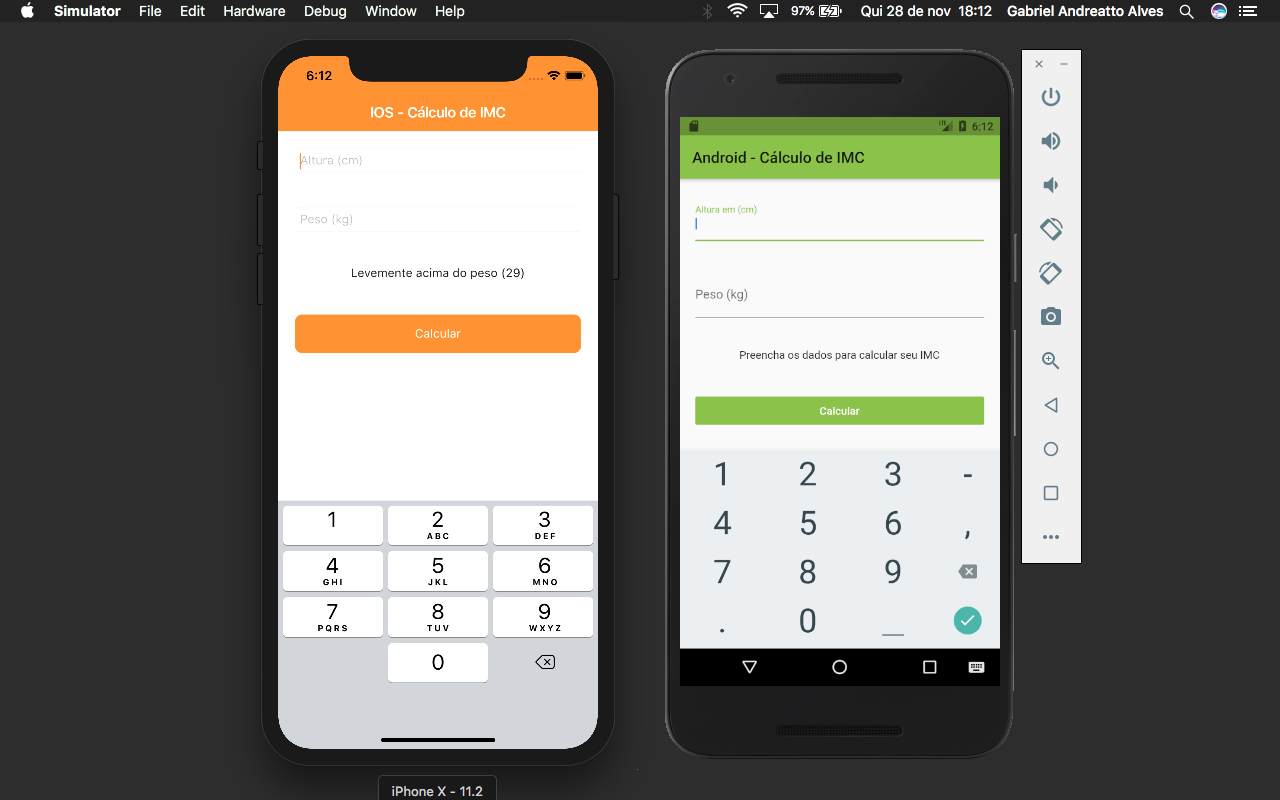 Simulator File Edit Hardware Debug Window Help 97% Qui 28 de nov 18:12 Gabriel Andreatto Alves
6:12
IOS - Cálculo de IMC
Altura (cm)
Peso (kg)
Levemente acima do peso (29)
Calcular
1 2 3
ABC DEF
4 5 6
GHI JKL MNO
7 8 9
PQRS TUV WXYZ
0
iPhone X - 11.2
LTE 6:12
Android - Cálculo de IMC
Altura em (cm)
Peso (kg)
Preencha os dados para calcular seu IMC
Calcular
1 2 3 -
4 5 6 ,
7 8 9
. 0 _